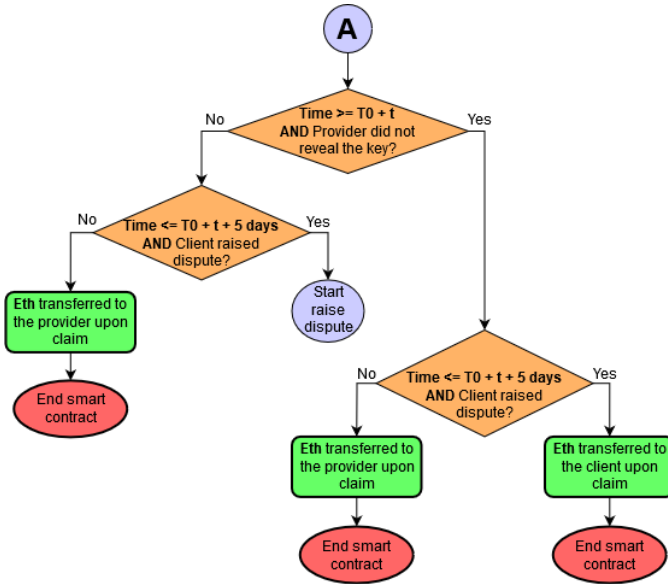 A
Time >= T0 + t
AND Provider did not
reveal the key?
No
Yes
Time <= T0 + t + 5 days
AND Client raised
dispute?
No
Yes
Eth transferred to
the provider upon
claim
Start
raise
dispute
End smart
contract
Time <= T0 + t + 5 days
AND Client raised
dispute?
No
Yes
Eth transferred to
the provider upon
claim
Eth transferred to
the client upon
claim
End smart
contract
End smart
contract